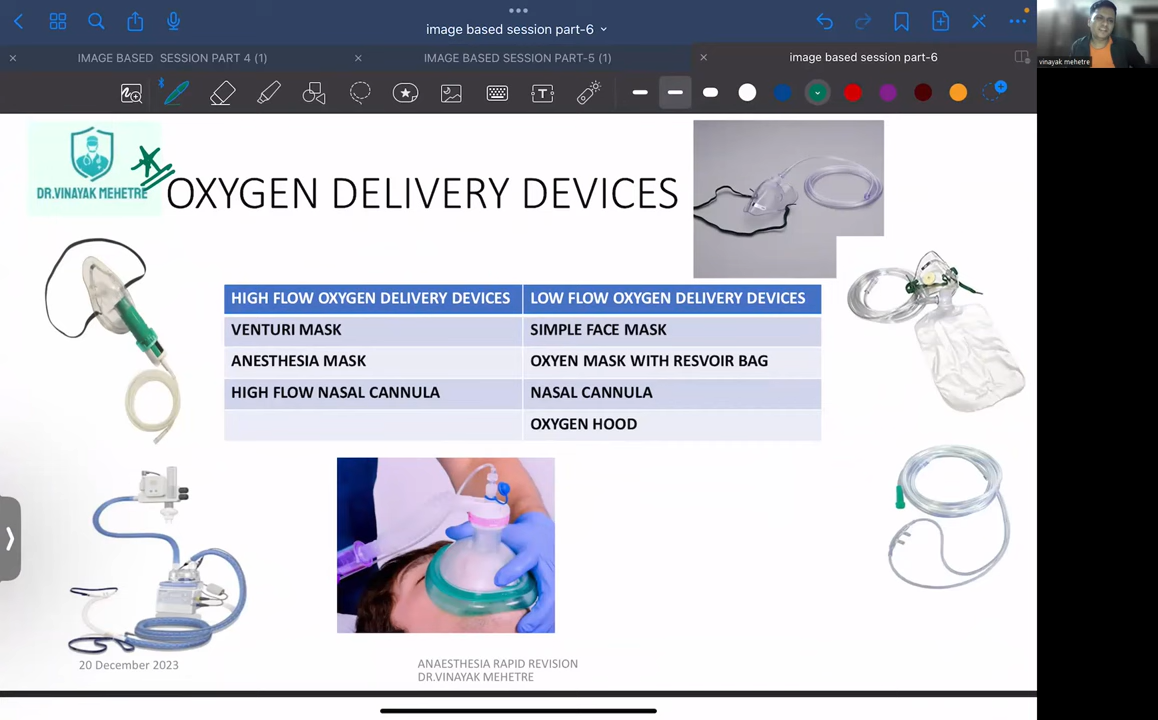 image based session part-6
IMAGE BASED SESSION PART 4 (1)
IMAGE BASED SESSION PART-5 (1)
image based session part-6
vinayak mehetre
DR.VINAYAK MEHETRE
OXYGEN DELIVERY DEVICES
HIGH FLOW OXYGEN DELIVERY DEVICES LOW FLOW OXYGEN DELIVERY DEVICES
VENTURI MASK SIMPLE FACE MASK
ANESTHESIA MASK OXYEN MASK WITH RESVOIR BAG
HIGH FLOW NASAL CANNULA NASAL CANNULA
OXYGEN HOOD
20 December 2023
ANAESTHESIA RAPID REVISION
DR.VINAYAK MEHETRE